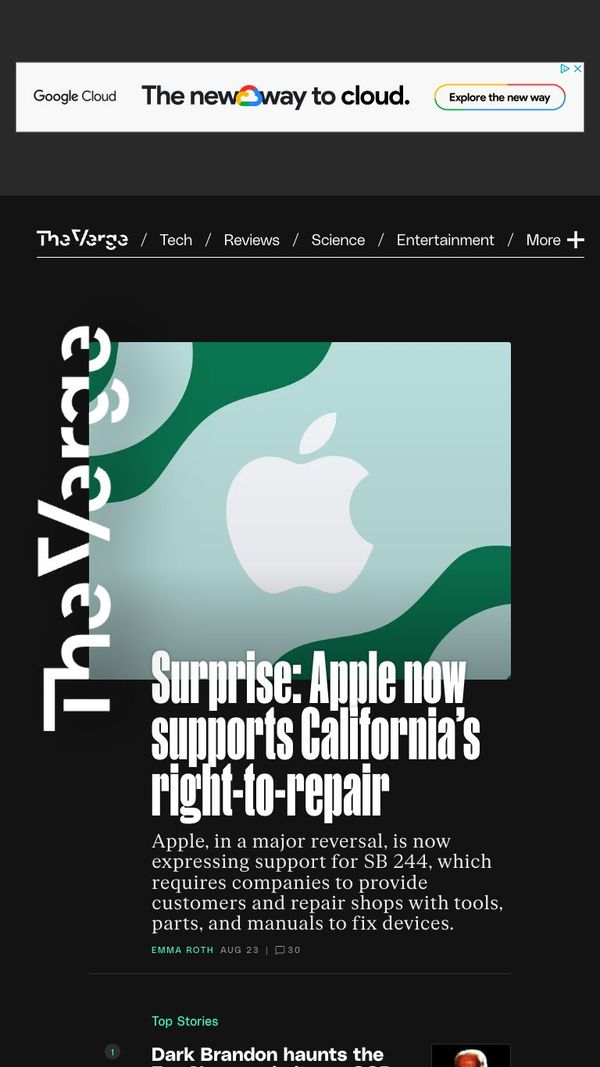 Google Cloud
The new way to cloud.
Explore the new way
The Verge / Tech / Reviews / Science / Entertainment / More
The Verge
Surprise: Apple now
supports California’s
right-to-repair
Apple, in a major reversal, is now
expressing support for SB 244, which
requires companies to provide
customers and repair shops with tools,
parts, and manuals to fix devices.
EMMA ROTH AUG 23 | 30
Top Stories
1
Dark Brandon haunts the